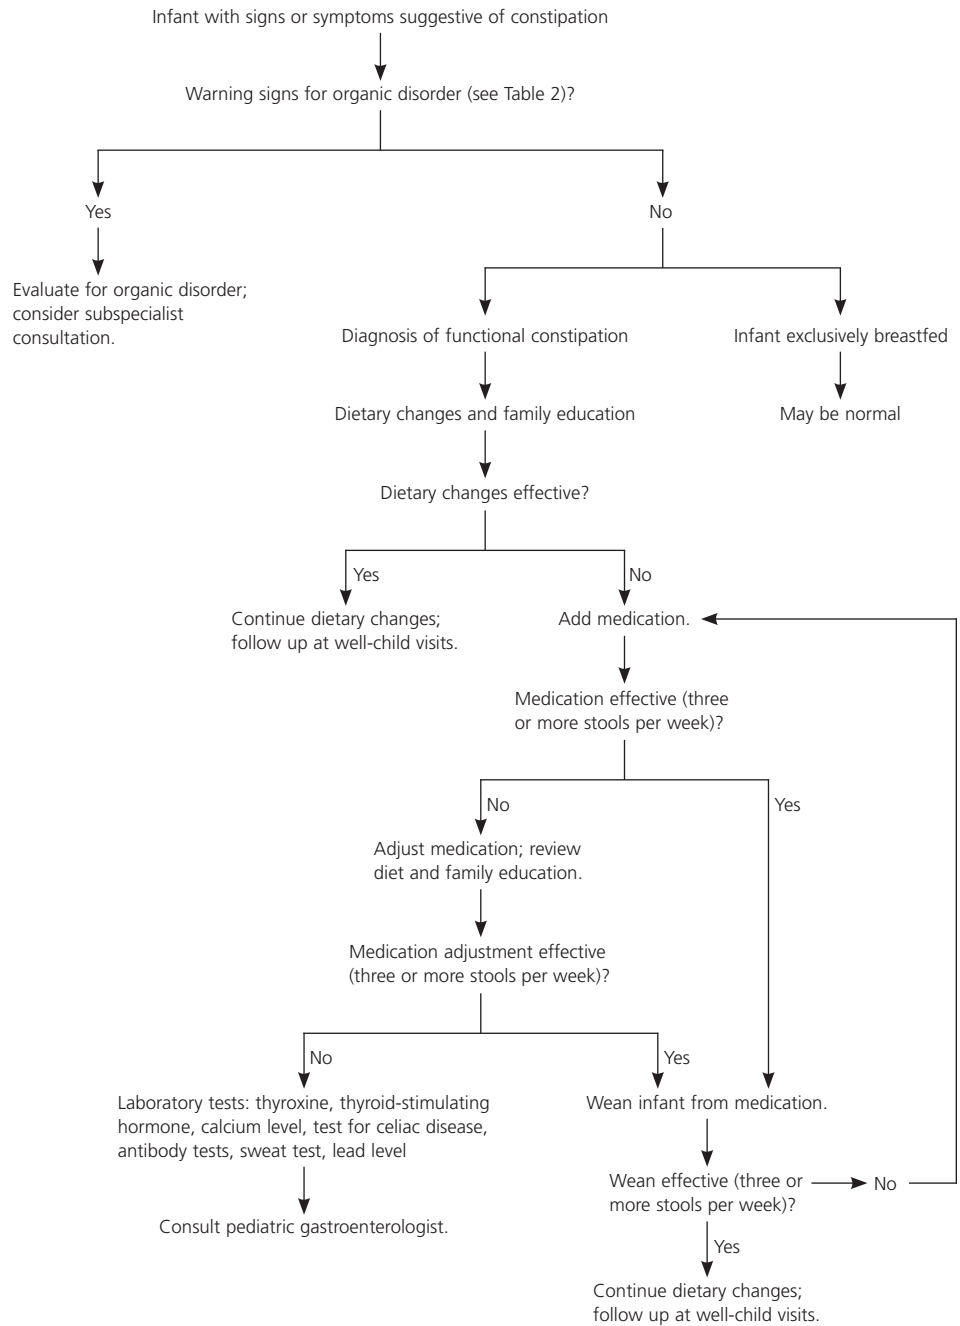 Infant with signs or symptoms suggestive of constipation
Warning signs for organic disorder (see Table 2)?
Yes
No
Evaluate for organic disorder;
consider subspecialist
consultation.
Diagnosis of functional constipation
Infant exclusively breastfed
Dietary changes and family education
May be normal
Dietary changes effective?
Yes
No
Continue dietary changes;
follow up at well-child visits.
Add medication.
Medication effective (three
or more stools per week)?
No
Yes
Adjust medication; review
diet and family education.
Medication adjustment effective
(three or more stools per week)?
No
Yes
Laboratory tests: thyroxine, thyroid-stimulating
hormone, calcium level, test for celiac disease,
antibody tests, sweat test, lead level
Wean infant from medication.
Consult pediatric gastroenterologist.
Wean effective (three or
more stools per week)?
No
Yes
Continue dietary changes;
follow up at well-child visits.